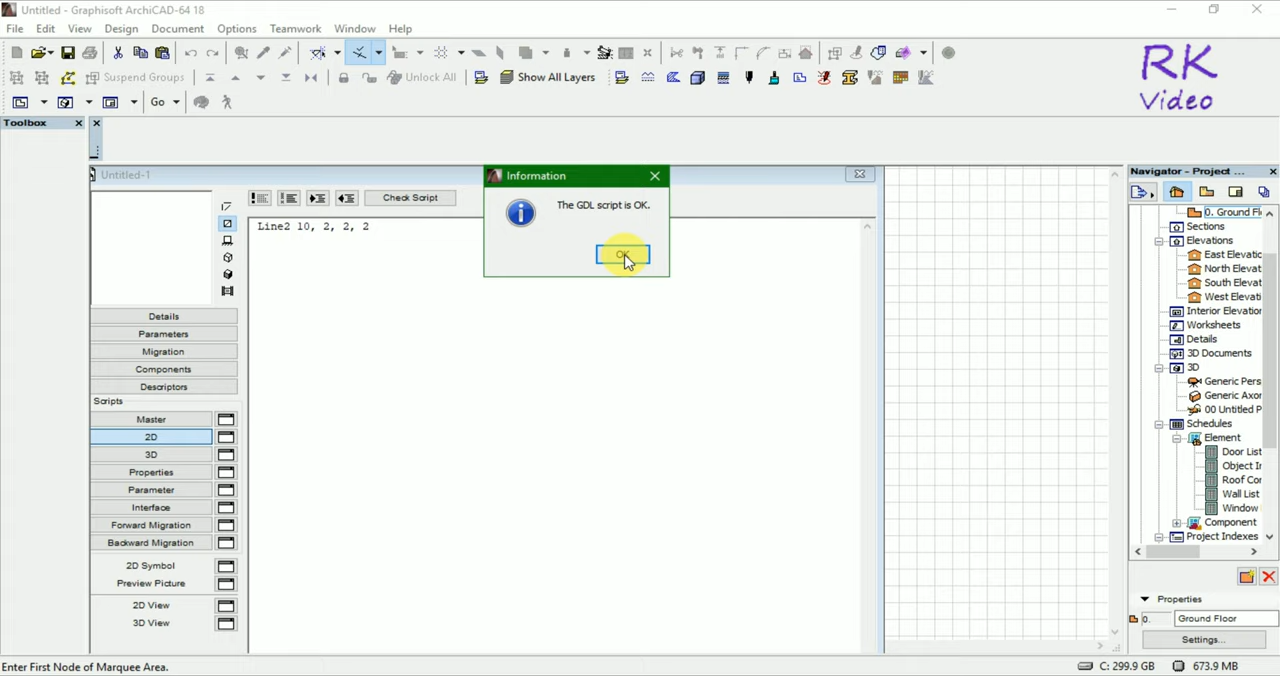 Untitled - Graphisoft ArchiCAD-64 18
File Edit View Design Document Options Teamwork Window Help
RK
Video
Suspend Groups
Unlock All
Show All Layers
Go
Toolbox
Untitled-1
Check Script
Line2 10, 2, 2, 2
Information
The GDL script is OK.
OK
Details
Parameters
Migration
Components
Descriptors
Scripts
Master
2D
3D
Properties
Parameter
Interface
Forward Migration
Backward Migration
2D Symbol
Preview Picture
2D View
3D View
Navigator - Project ...
0. Ground Fl
Sections
Elevations
East Elevatio
North Elevat
South Elevat
West Elevati
Interior Elevation
Worksheets
Details
3D Documents
3D
Generic Pers
Generic Axor
00 Untitled P
Schedules
Element
Door List
Object In
Roof Cor
Wall List
Window
Component
Project Indexes
Properties
0. Ground Floor
Settings...
Enter First Node of Marquee Area.
C: 299.9 GB
673.9 MB